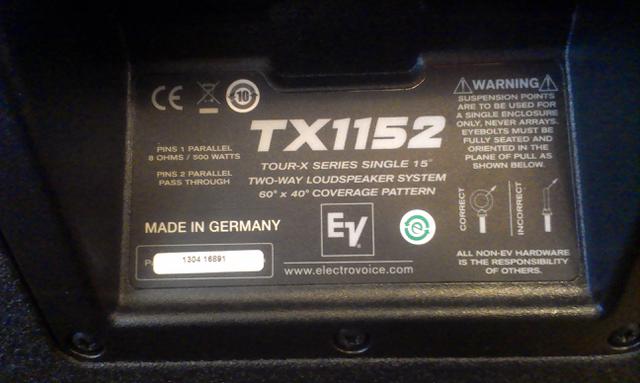 CE
10
TX1152
TOUR-X SERIES SINGLE 15"
TWO-WAY LOUDSPEAKER SYSTEM
60° x 40° COVERAGE PATTERN
PINS 1 PARALLEL
8 OHMS / 500 WATTS
PINS 2 PARALLEL
PASS THROUGH
MADE IN GERMANY
1304 16891
EV
e
www.electrovoice.com
WARNING
SUSPENSION POINTS
ARE TO BE USED FOR
A SINGLE ENCLOSURE
ONLY, NEVER ARRAYS.
EYEBOLTS MUST BE
FULLY SEATED AND
ORIENTED IN THE
PLANE OF PULL AS
SHOWN BELOW.
CORRECT
INCORRECT
ALL NON-EV HARDWARE
IS THE RESPONSIBILITY
OF OTHERS.